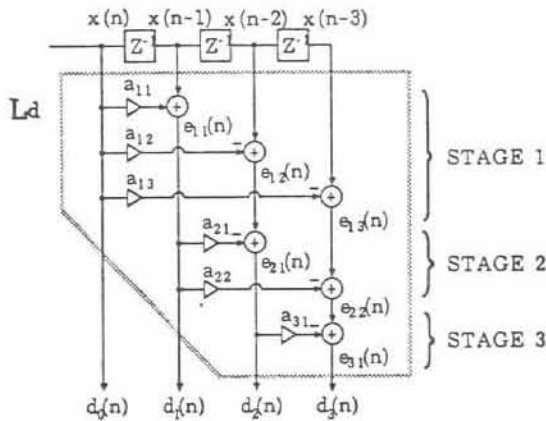 x(n) x(n-1) x(n-2) x(n-3)
Z⁻¹ Z⁻¹ Z⁻¹
Ld
a₁₁
e₁₁(n)
a₁₂ −
e₁₂(n)
STAGE 1
a₁₃ −
e₁₃(n)
a₂₁ −
e₂₁(n)
STAGE 2
a₂₂ −
e₂₂(n)
a₃₁ −
e₃₁(n)
STAGE 3
d₀(n) d₁(n) d₂(n) d₃(n)